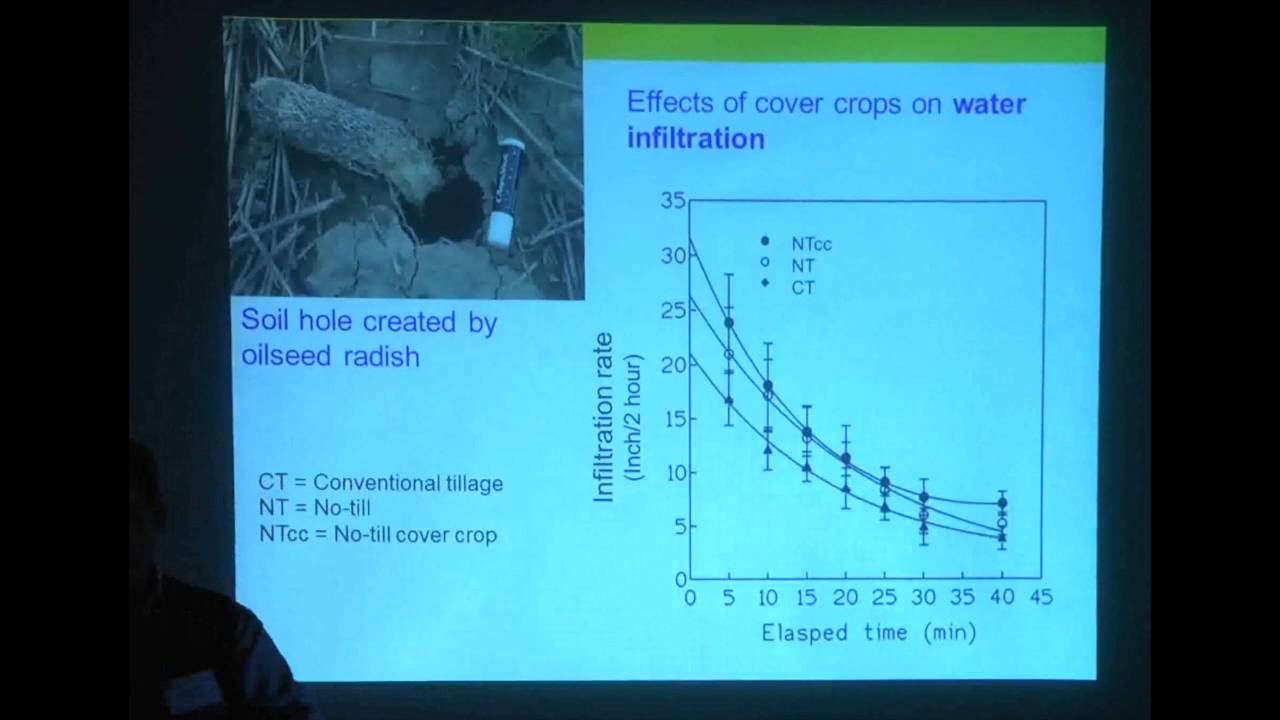 Effects of cover crops on water
infiltration
Soil hole created by
oilseed radish
CT = Conventional tillage
NT = No-till
NTcc = No-till cover crop
Infiltration rate
(Inch/2 hour)
35
30
25
20
15
10
5
0
NTcc
NT
CT
0 5 10 15 20 25 30 35 40 45
Elasped time (min)